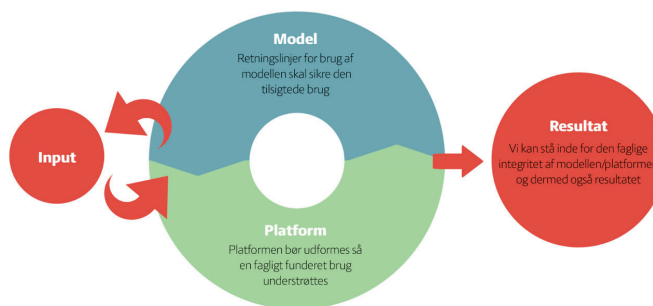 Model
Retningslinjer for brug af
modellen skal sikre den
tilsigtede brug
Input
Resultat
Vi kan stå inde for den faglige
integritet af modellen/platforme
og dermed også resultatet
Platform
Platformen bør udformes så
en fagligt funderet brug
understrøttes